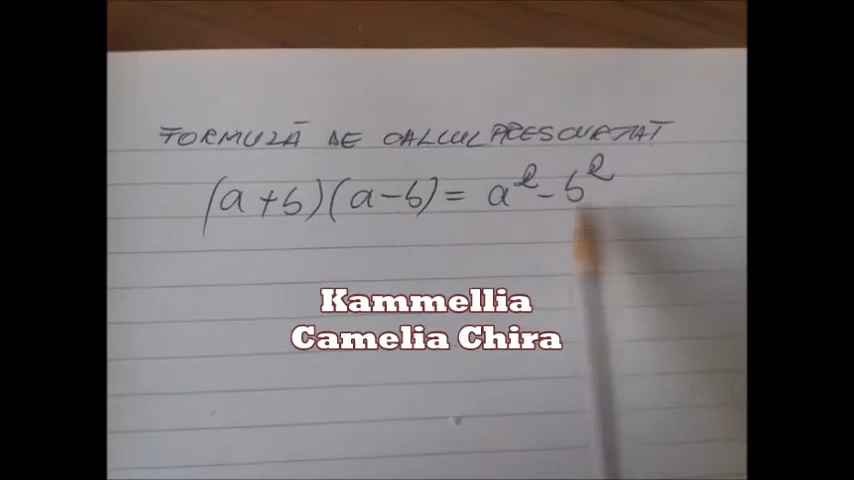 FORMULĂ DE CALCUL PRESCURTAT
(a+b)(a-b) = a² - b²
Kammellia
Camelia Chira